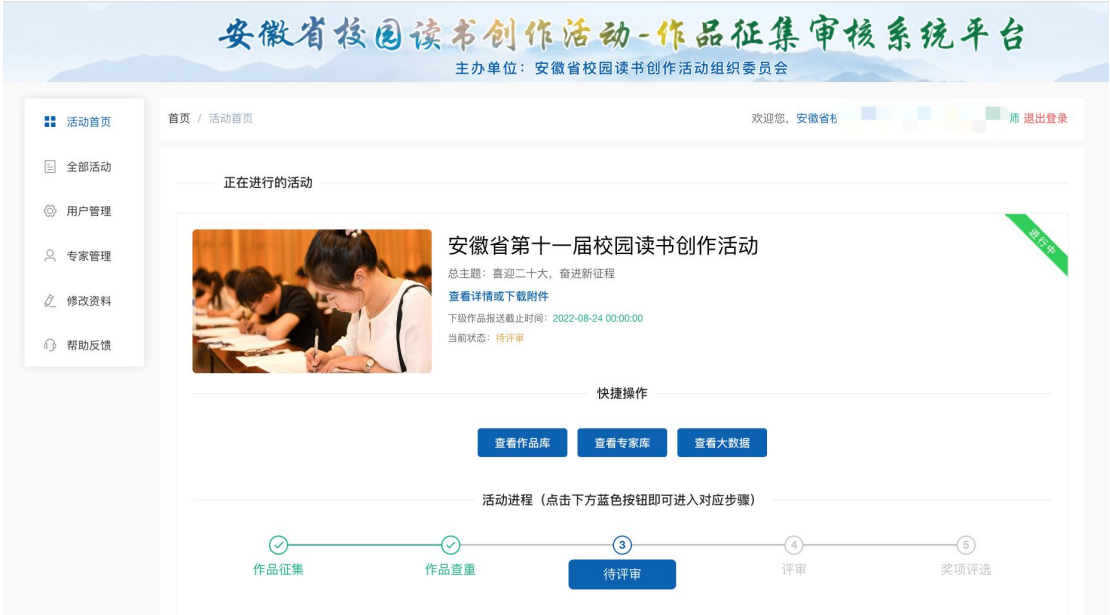 安徽省校园读书创作活动-作品征集审核系统平台
主办单位：安徽省校园读书创作活动组织委员会
活动首页
全部活动
用户管理
专家管理
修改资料
帮助反馈
首页 / 活动首页
欢迎您，安徽省 师 退出登录
正在进行的活动
进行中
安徽省第十一届校园读书创作活动
总主题：喜迎二十大，奋进新征程
查看详情或下载附件
下级作品报送截止时间：2022-08-24 00:00:00
当前状态：待评审
快捷操作
查看作品库 查看专家库 查看大数据
活动进程（点击下方蓝色按钮即可进入对应步骤）
3 4 5
作品征集 作品查重 待评审 评审 奖项评选